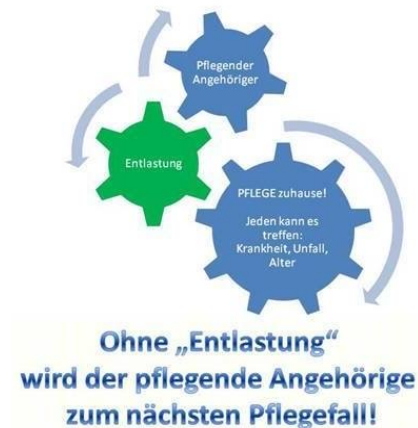 Pflegender
Angehöriger
Entlastung
PFLEGE zuhause!
Jeden kann es
treffen:
Krankheit, Unfall,
Alter
Ohne „Entlastung“
wird der pflegende Angehörige
zum nächsten Pflegefall!